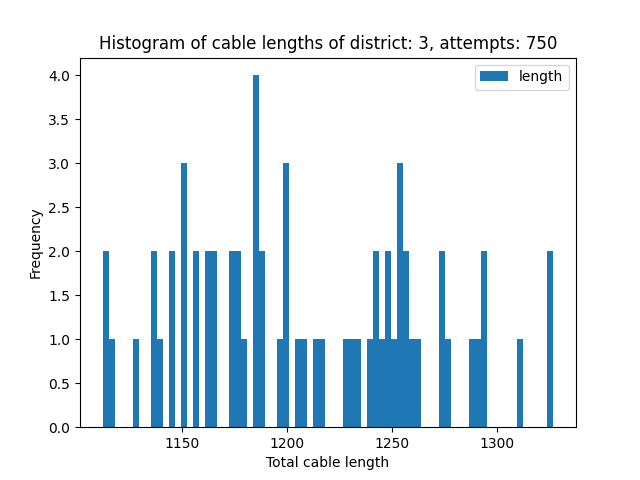 Histogram of cable lengths of district: 3, attempts: 750
length
4.0
3.5
3.0
2.5
2.0
1.5
1.0
0.5
0.0
Frequency
1150 1200 1250 1300
Total cable length